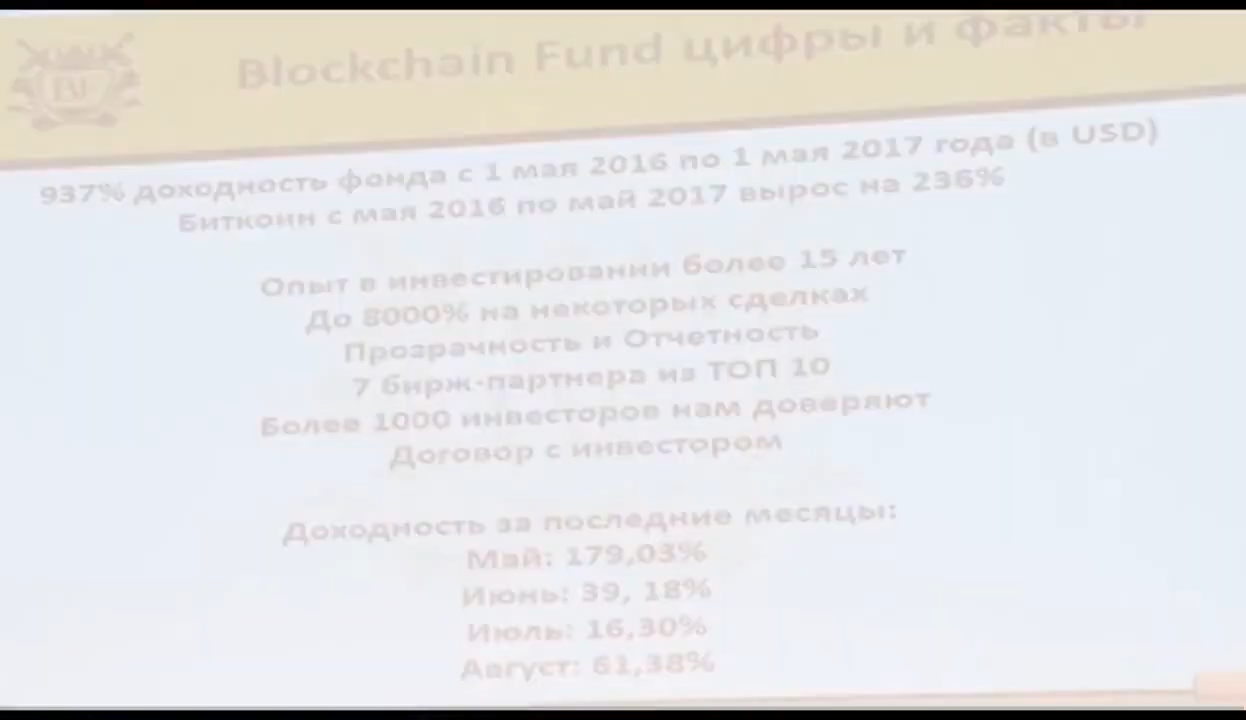 Blockchain Fund цифры и факты
937% доходность фонда с 1 мая 2016 по 1 мая 2017 года (в USD)
Биткоин с мая 2016 по май 2017 вырос на 236%
Опыт в инвестировании более 15 лет
До 8000% на некоторых сделках
Прозрачность и Отчетность
7 бирж-партнера из ТОП 10
Более 1000 инвесторов нам доверяют
Договор с инвестором
Доходность за последние месяцы:
Май: 179,03%
Июнь: 39, 18%
Июль: 16,30%
Август: 61,38%